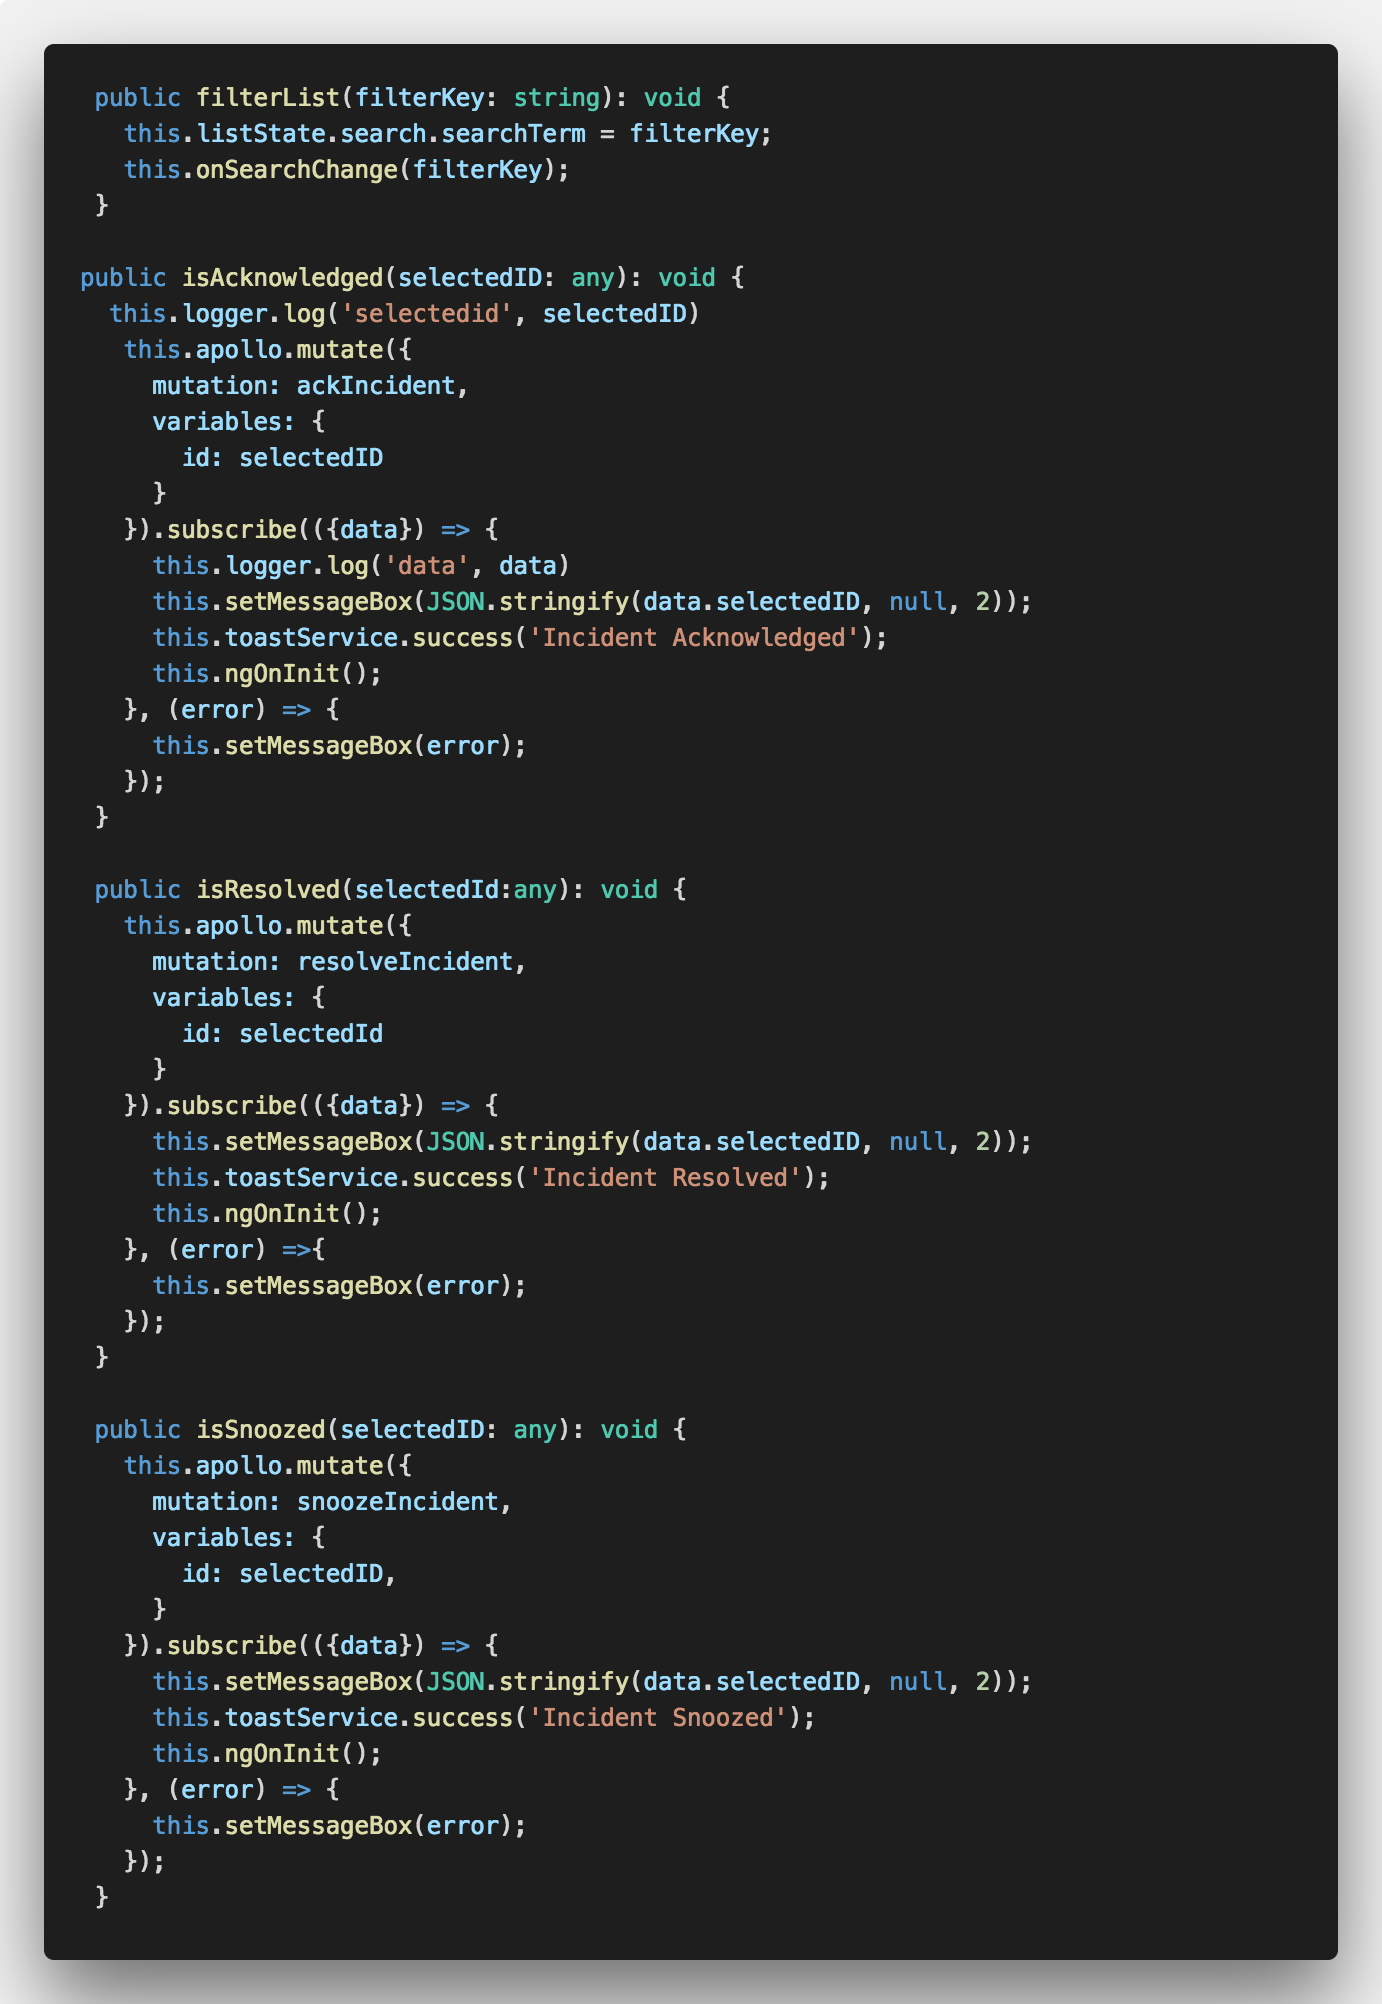 public filterList(filterKey: string): void {
this.listState.search.searchTerm = filterKey;
this.onSearchChange(filterKey);
}
public isAcknowledged(selectedID: any): void {
this.logger.log('selectedid', selectedID)
this.apollo.mutate({
mutation: ackIncident,
variables: {
id: selectedID
}
}).subscribe(({data}) => {
this.logger.log('data', data)
this.setMessageBox(JSON.stringify(data.selectedID, null, 2));
this.toastService.success('Incident Acknowledged');
this.ngOnInit();
}, (error) => {
this.setMessageBox(error);
});
}
public isResolved(selectedId:any): void {
this.apollo.mutate({
mutation: resolveIncident,
variables: {
id: selectedId
}
}).subscribe(({data}) => {
this.setMessageBox(JSON.stringify(data.selectedID, null, 2));
this.toastService.success('Incident Resolved');
this.ngOnInit();
}, (error) =>{
this.setMessageBox(error);
});
}
public isSnoozed(selectedID: any): void {
this.apollo.mutate({
mutation: snoozeIncident,
variables: {
id: selectedID,
}
}).subscribe(({data}) => {
this.setMessageBox(JSON.stringify(data.selectedID, null, 2));
this.toastService.success('Incident Snoozed');
this.ngOnInit();
}, (error) => {
this.setMessageBox(error);
});
}